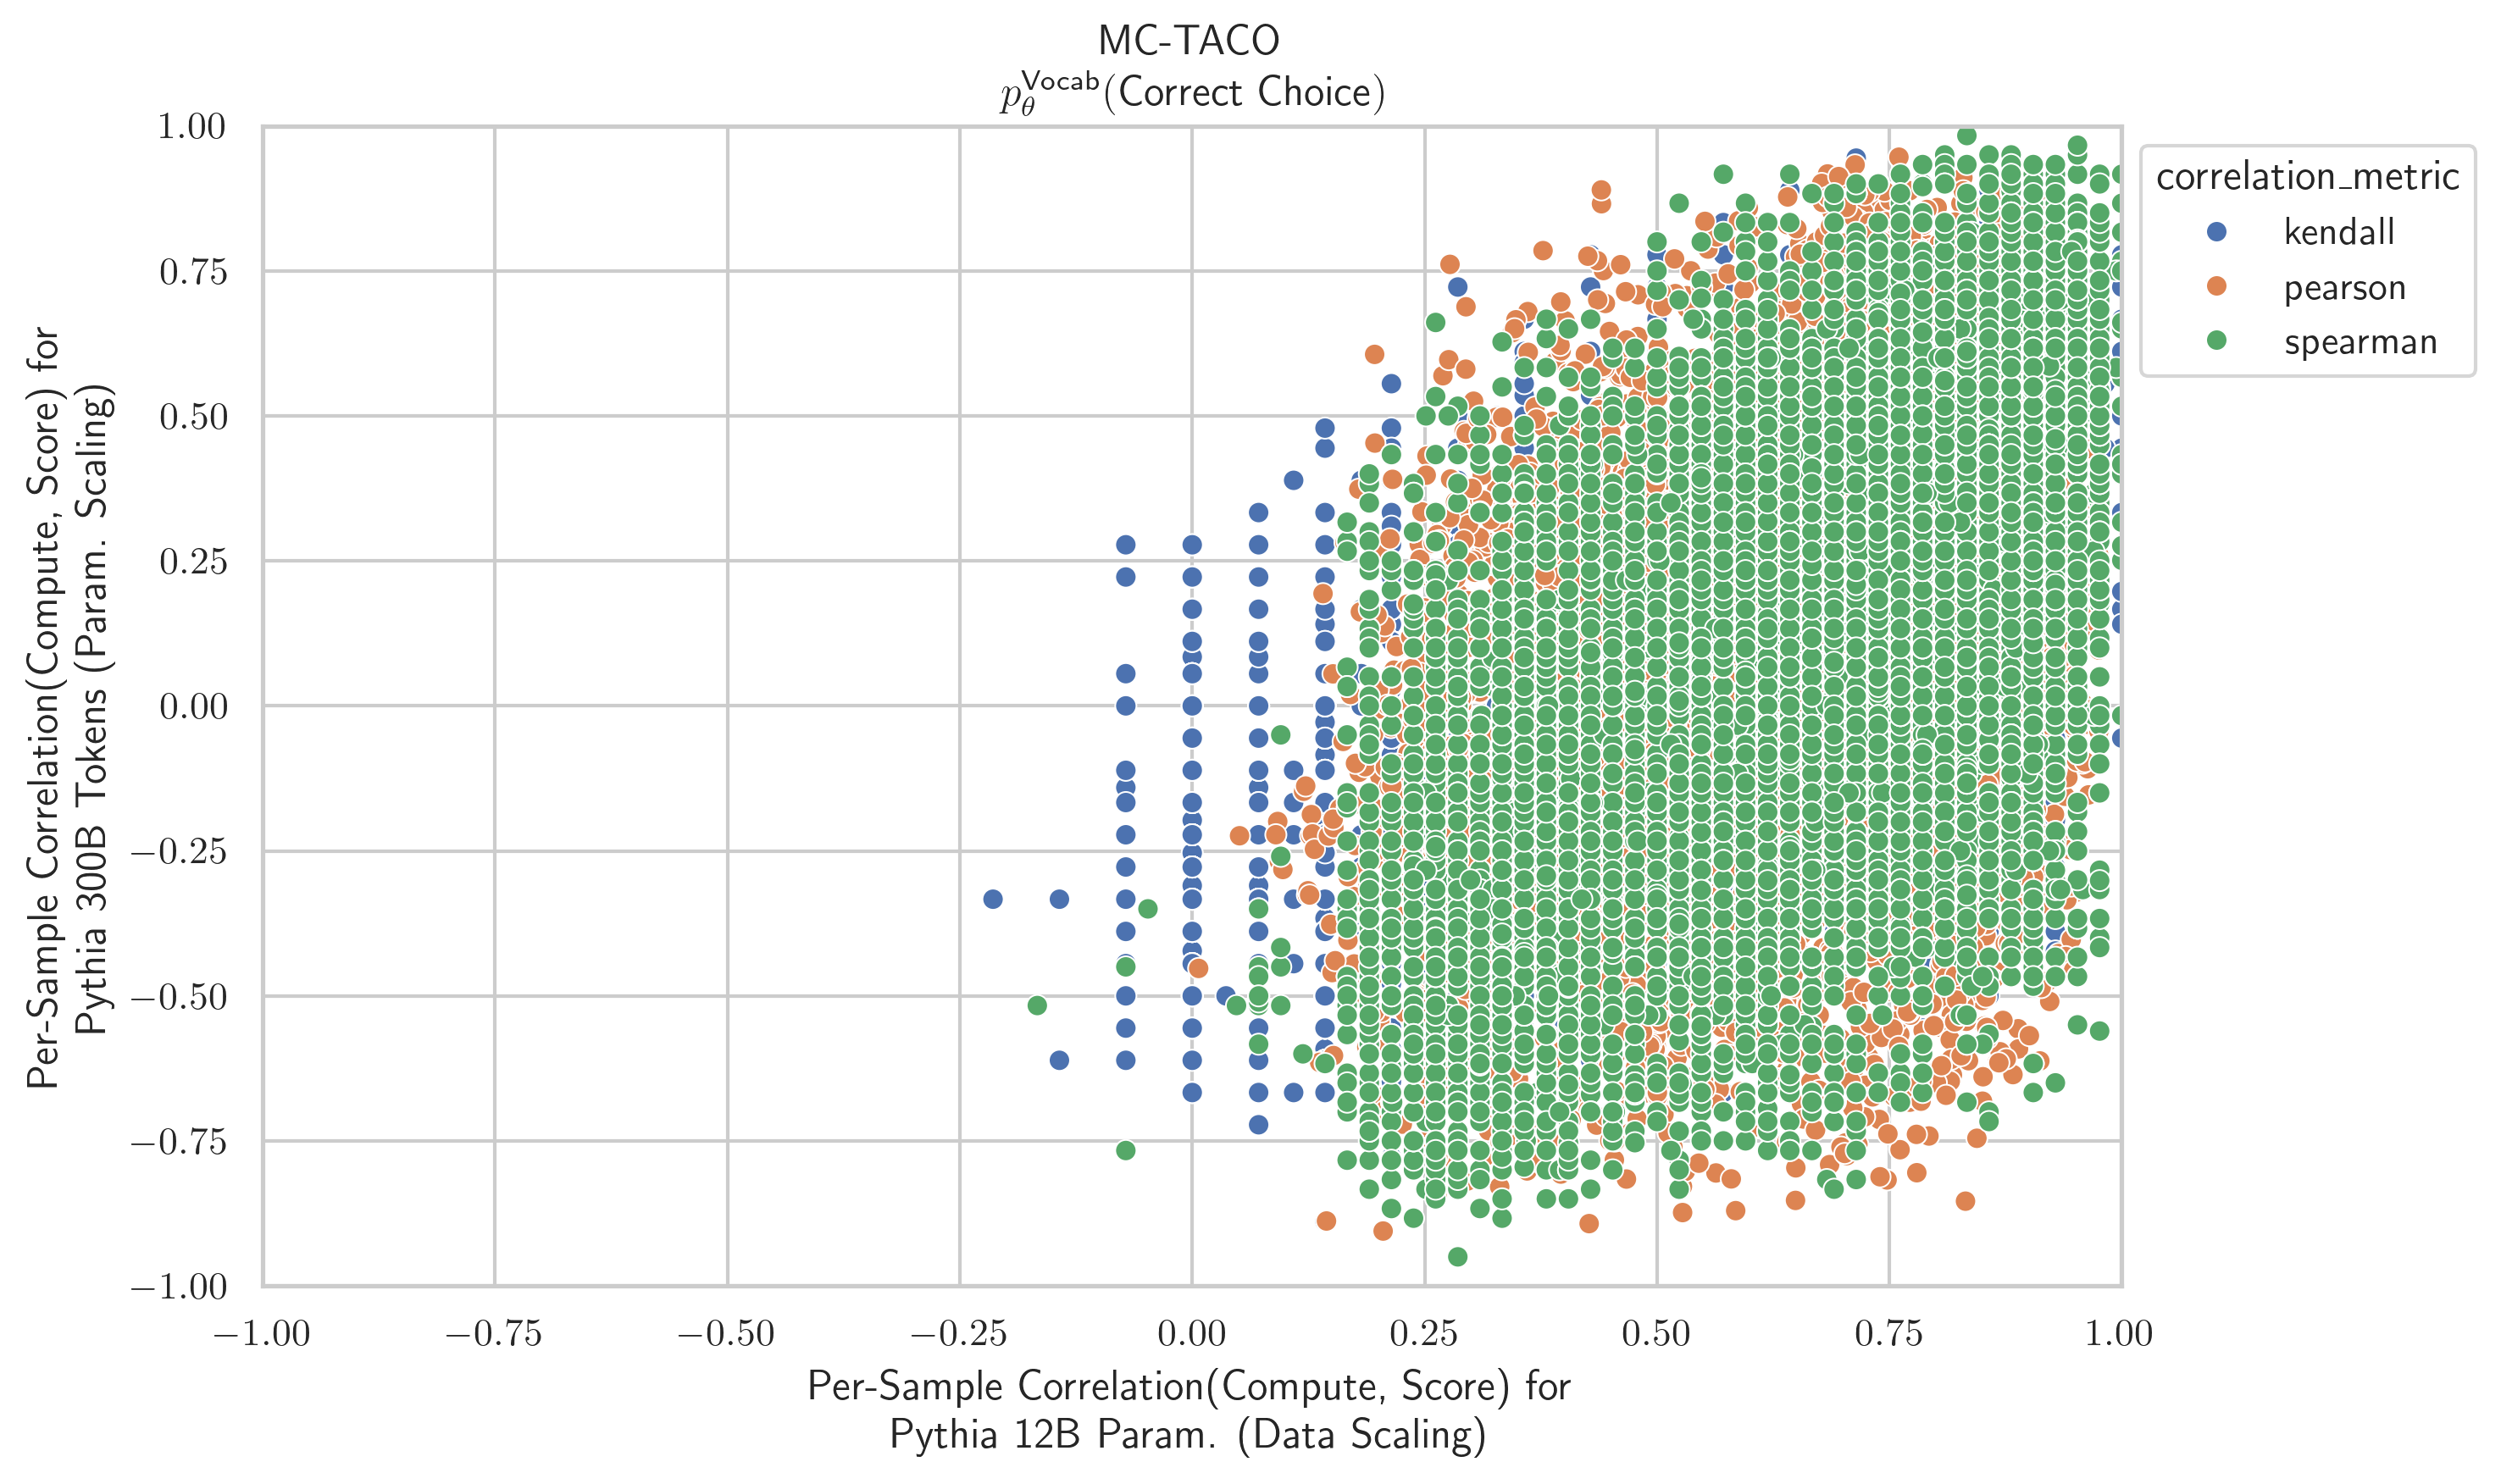 MC-TACO
p_θ^Vocab(Correct Choice)
1.00
0.75
0.50
0.25
0.00
−0.25
−0.50
−0.75
−1.00
Per-Sample Correlation(Compute, Score) for
Pythia 300B Tokens (Param. Scaling)
correlation_metric
kendall
pearson
spearman
−1.00 −0.75 −0.50 −0.25 0.00 0.25 0.50 0.75 1.00
Per-Sample Correlation(Compute, Score) for
Pythia 12B Param. (Data Scaling)